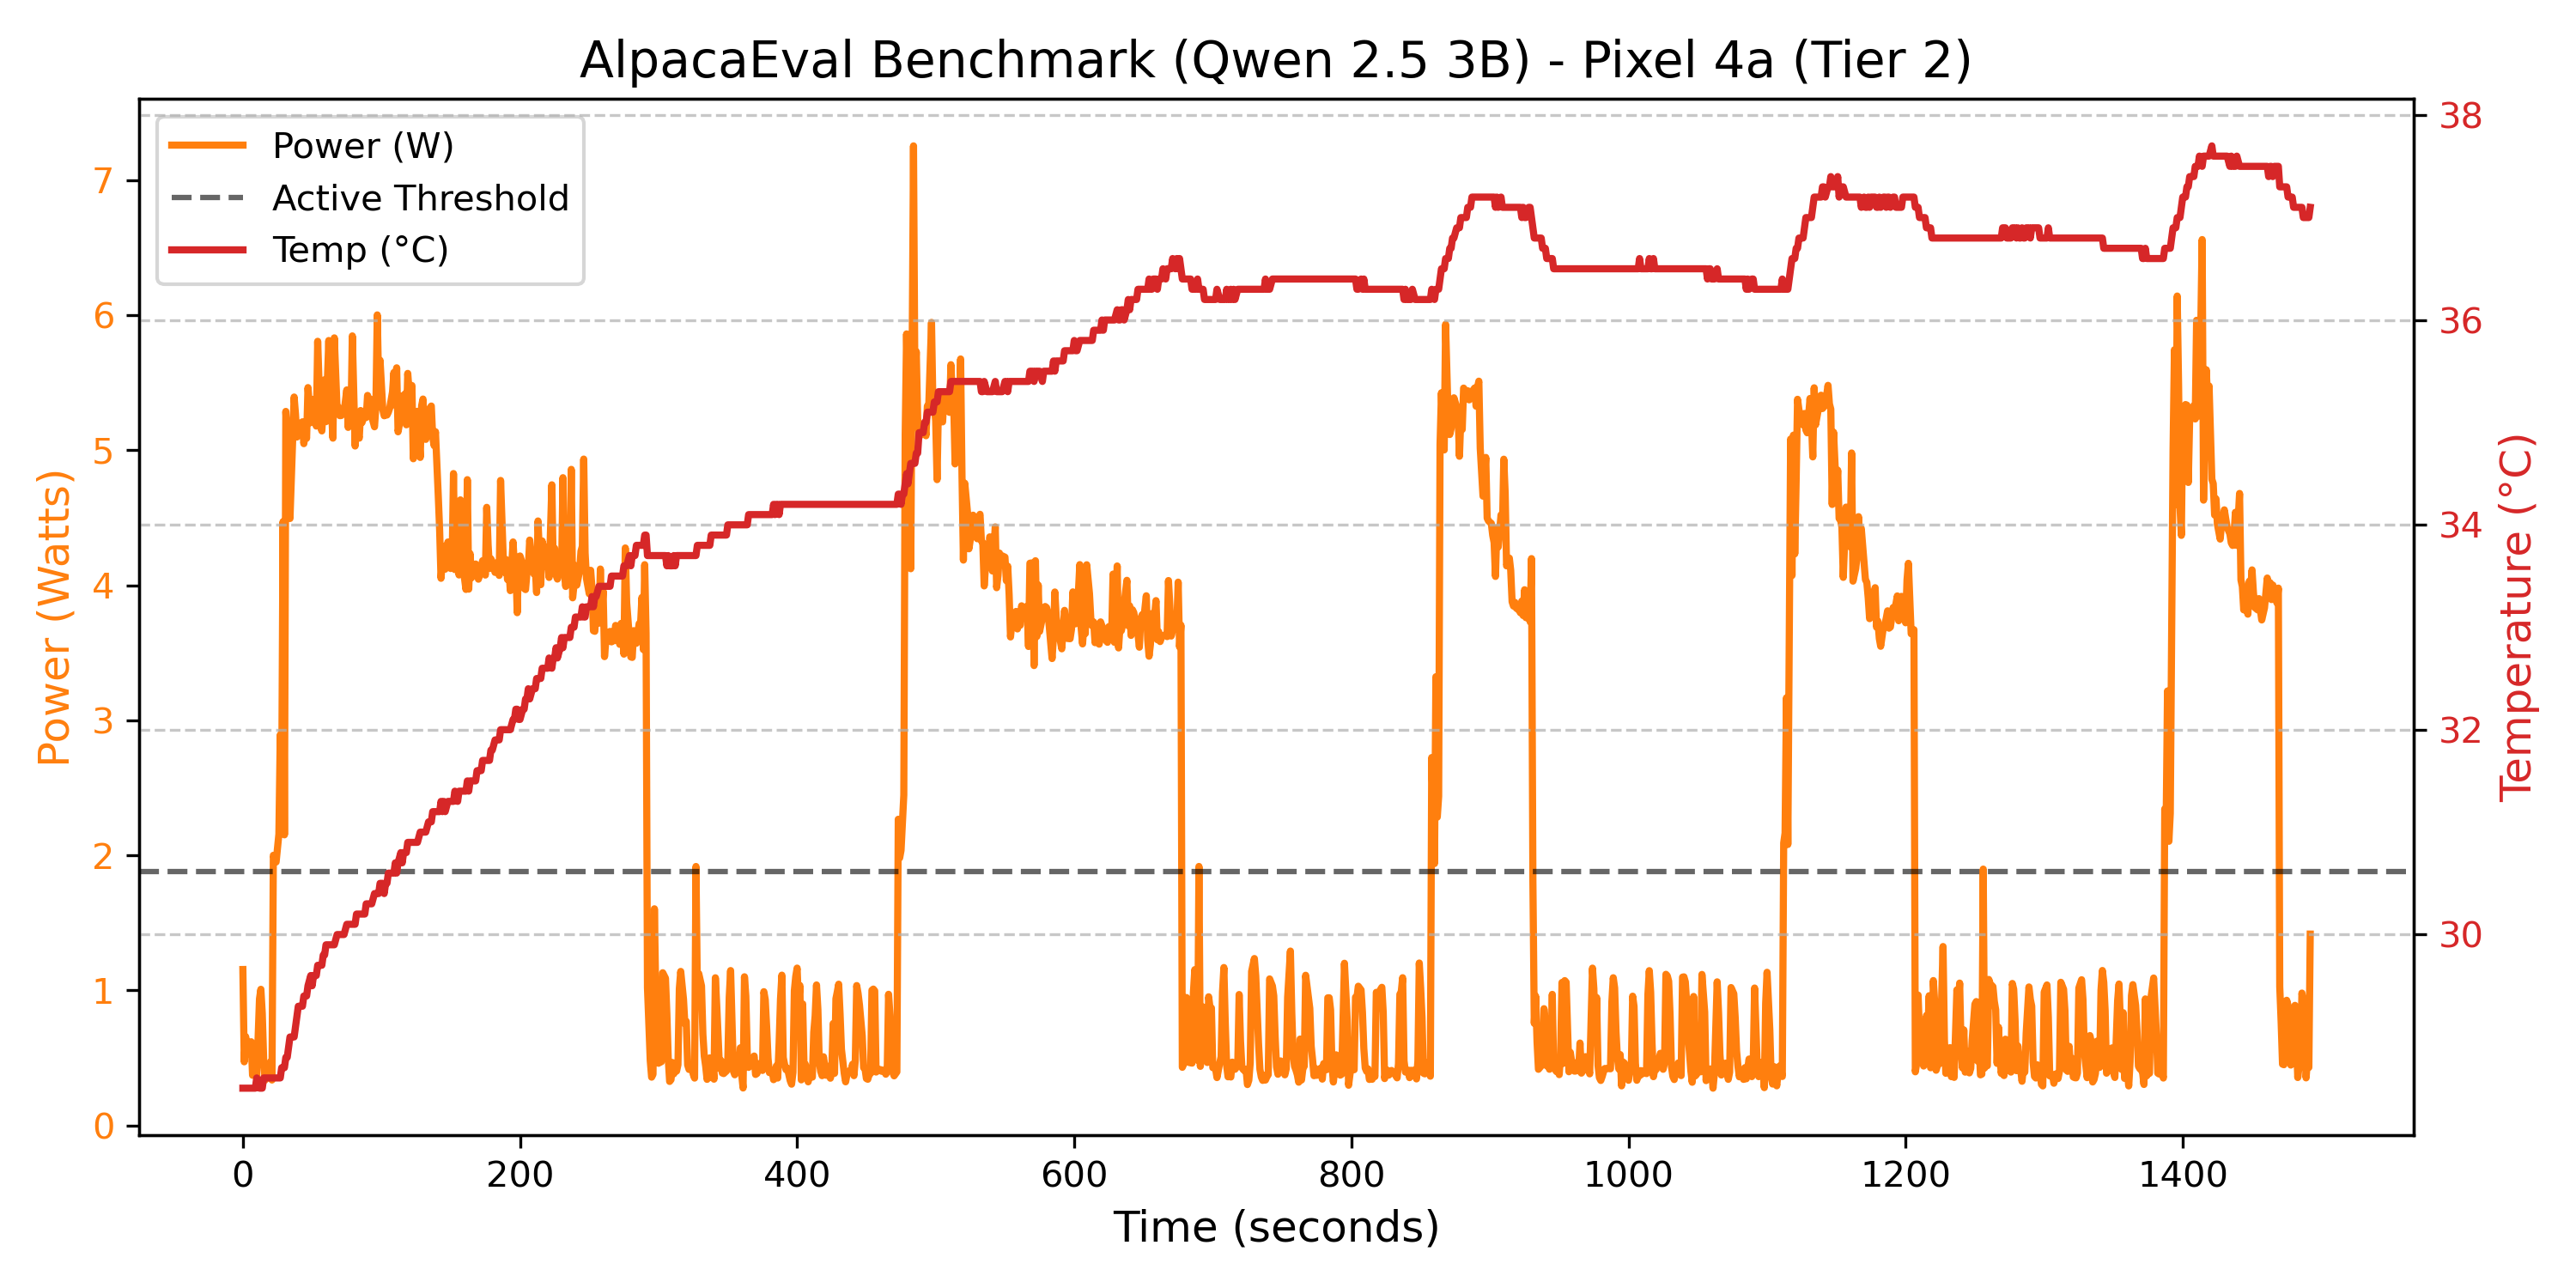 AlpacaEval Benchmark (Qwen 2.5 3B) - Pixel 4a (Tier 2)
Power (W)
Active Threshold
Temp (°C)
Power (Watts)
7
6
5
4
3
2
1
0
38
36
34
32
30
Temperature (°C)
0 200 400 600 800 1000 1200 1400
Time (seconds)